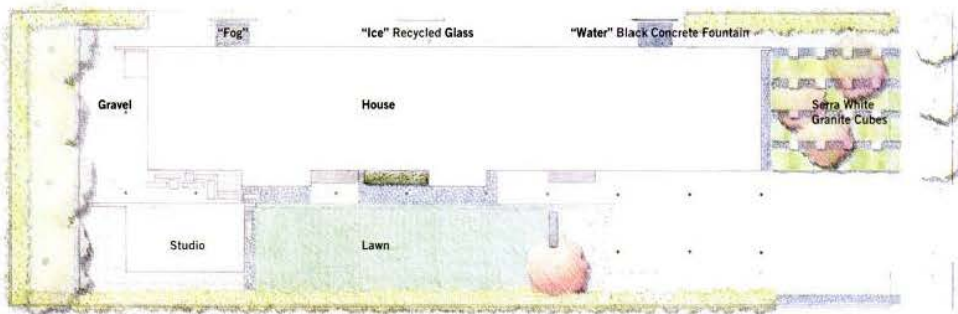 “Fog”
“Ice” Recycled Glass
“Water” Black Concrete Fountain
Gravel
House
Serra White
Granite Cubes
Studio
Lawn